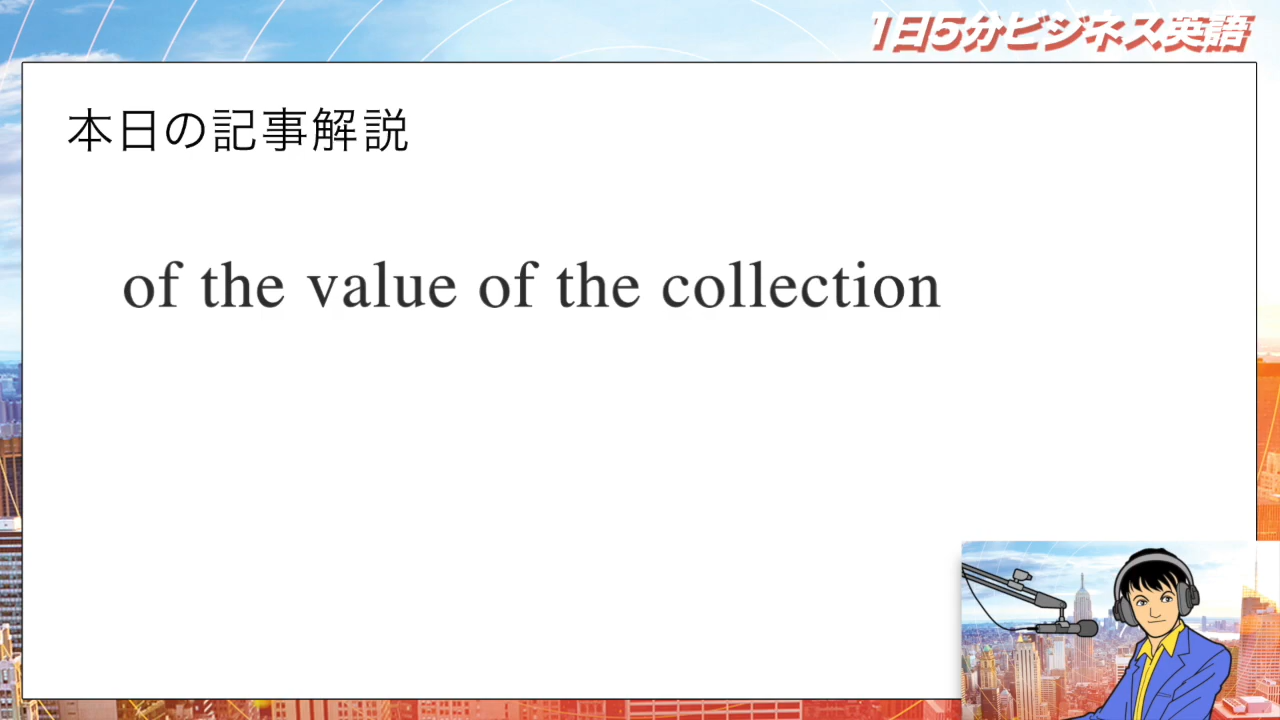 1日5分ビジネス英語
本日の記事解説
of the value of the collection